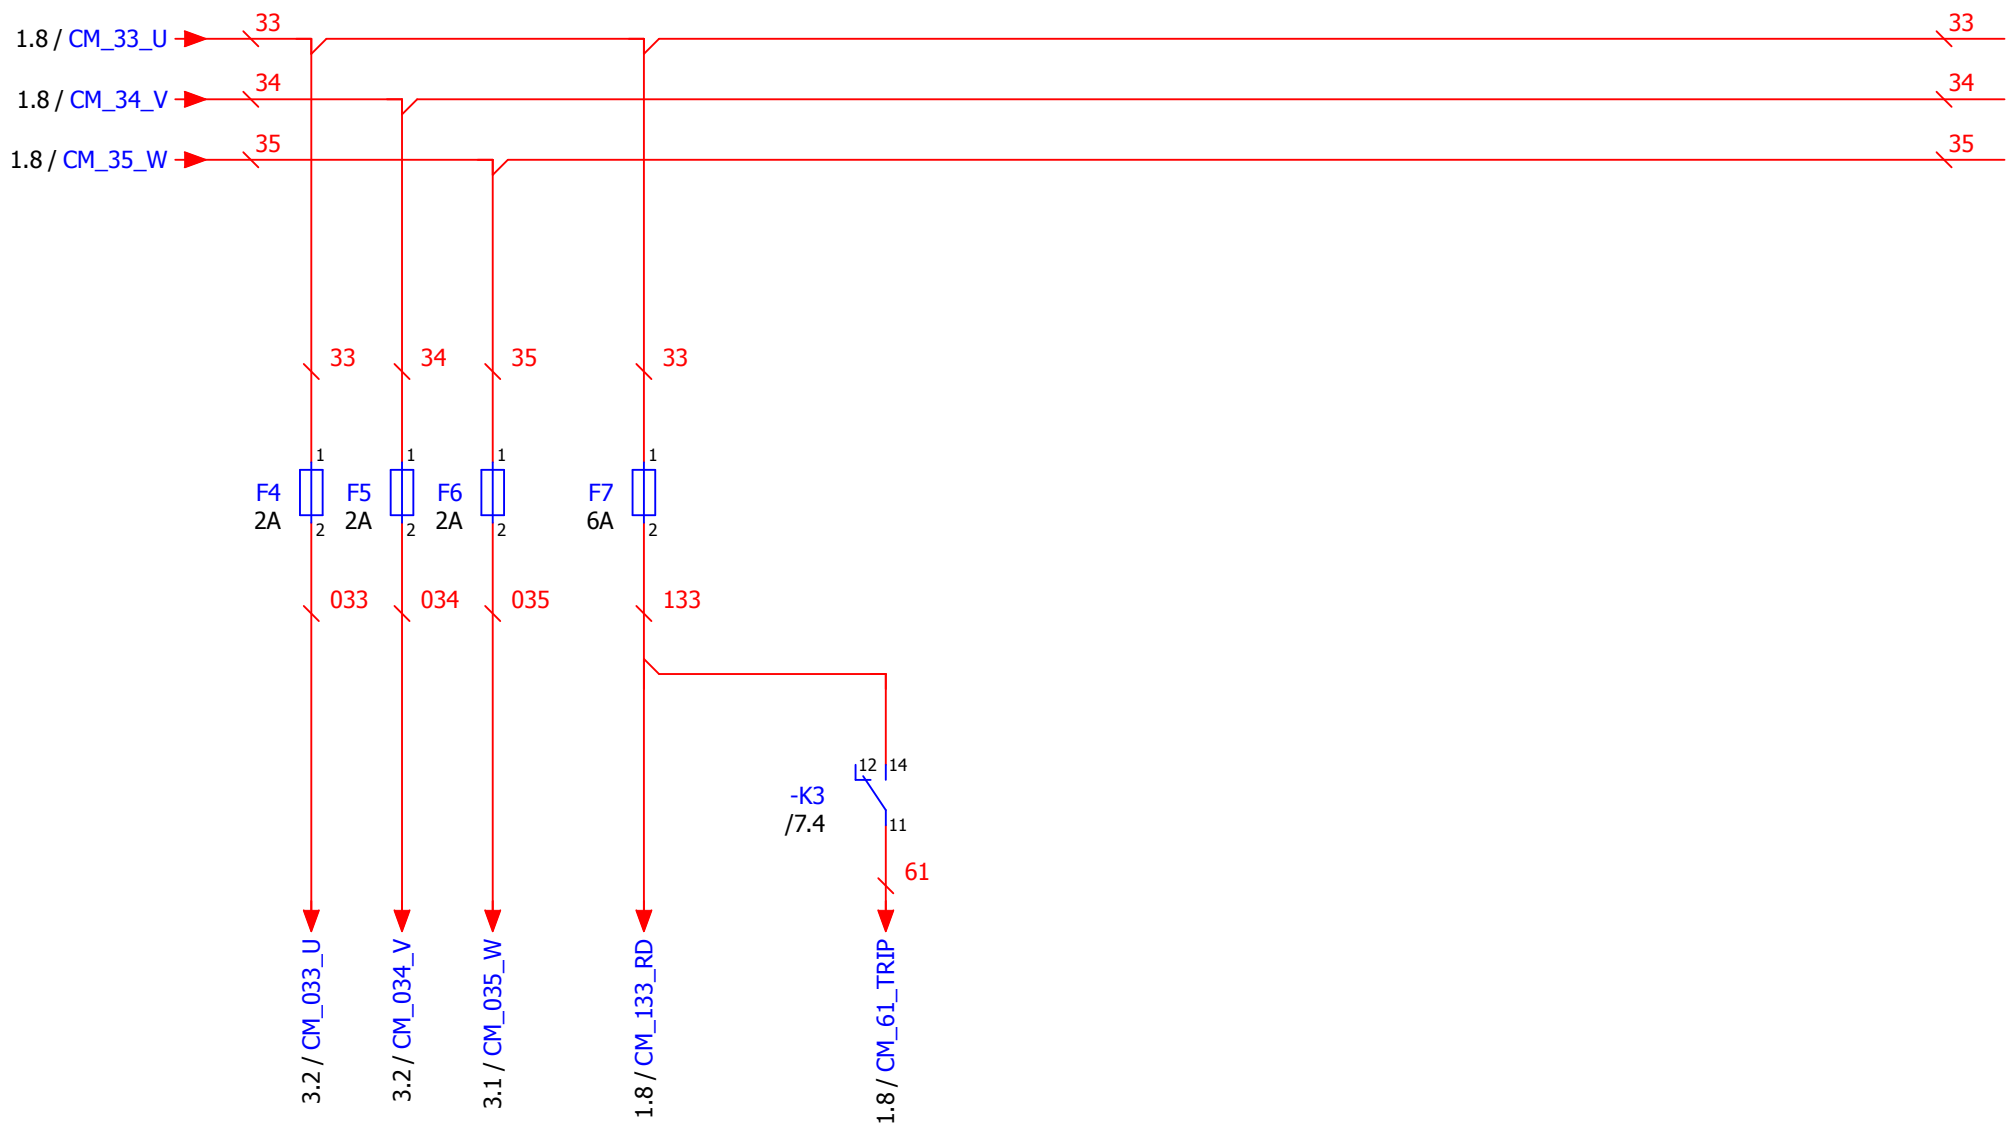 1.8 / CM_33_U 33 33
1.8 / CM_34_V 34 34
1.8 / CM_35_W 35 35
33 34 35 33
1 1 1 1
F4 F5 F6 F7
2A 2A 2A 6A
2 2 2 2
033 034 035 133
12 14
-K3
/7.4
11
61
3.2 / CM_033_U
3.2 / CM_034_V
3.1 / CM_035_W
1.8 / CM_133_RD
1.8 / CM_61_TRIP